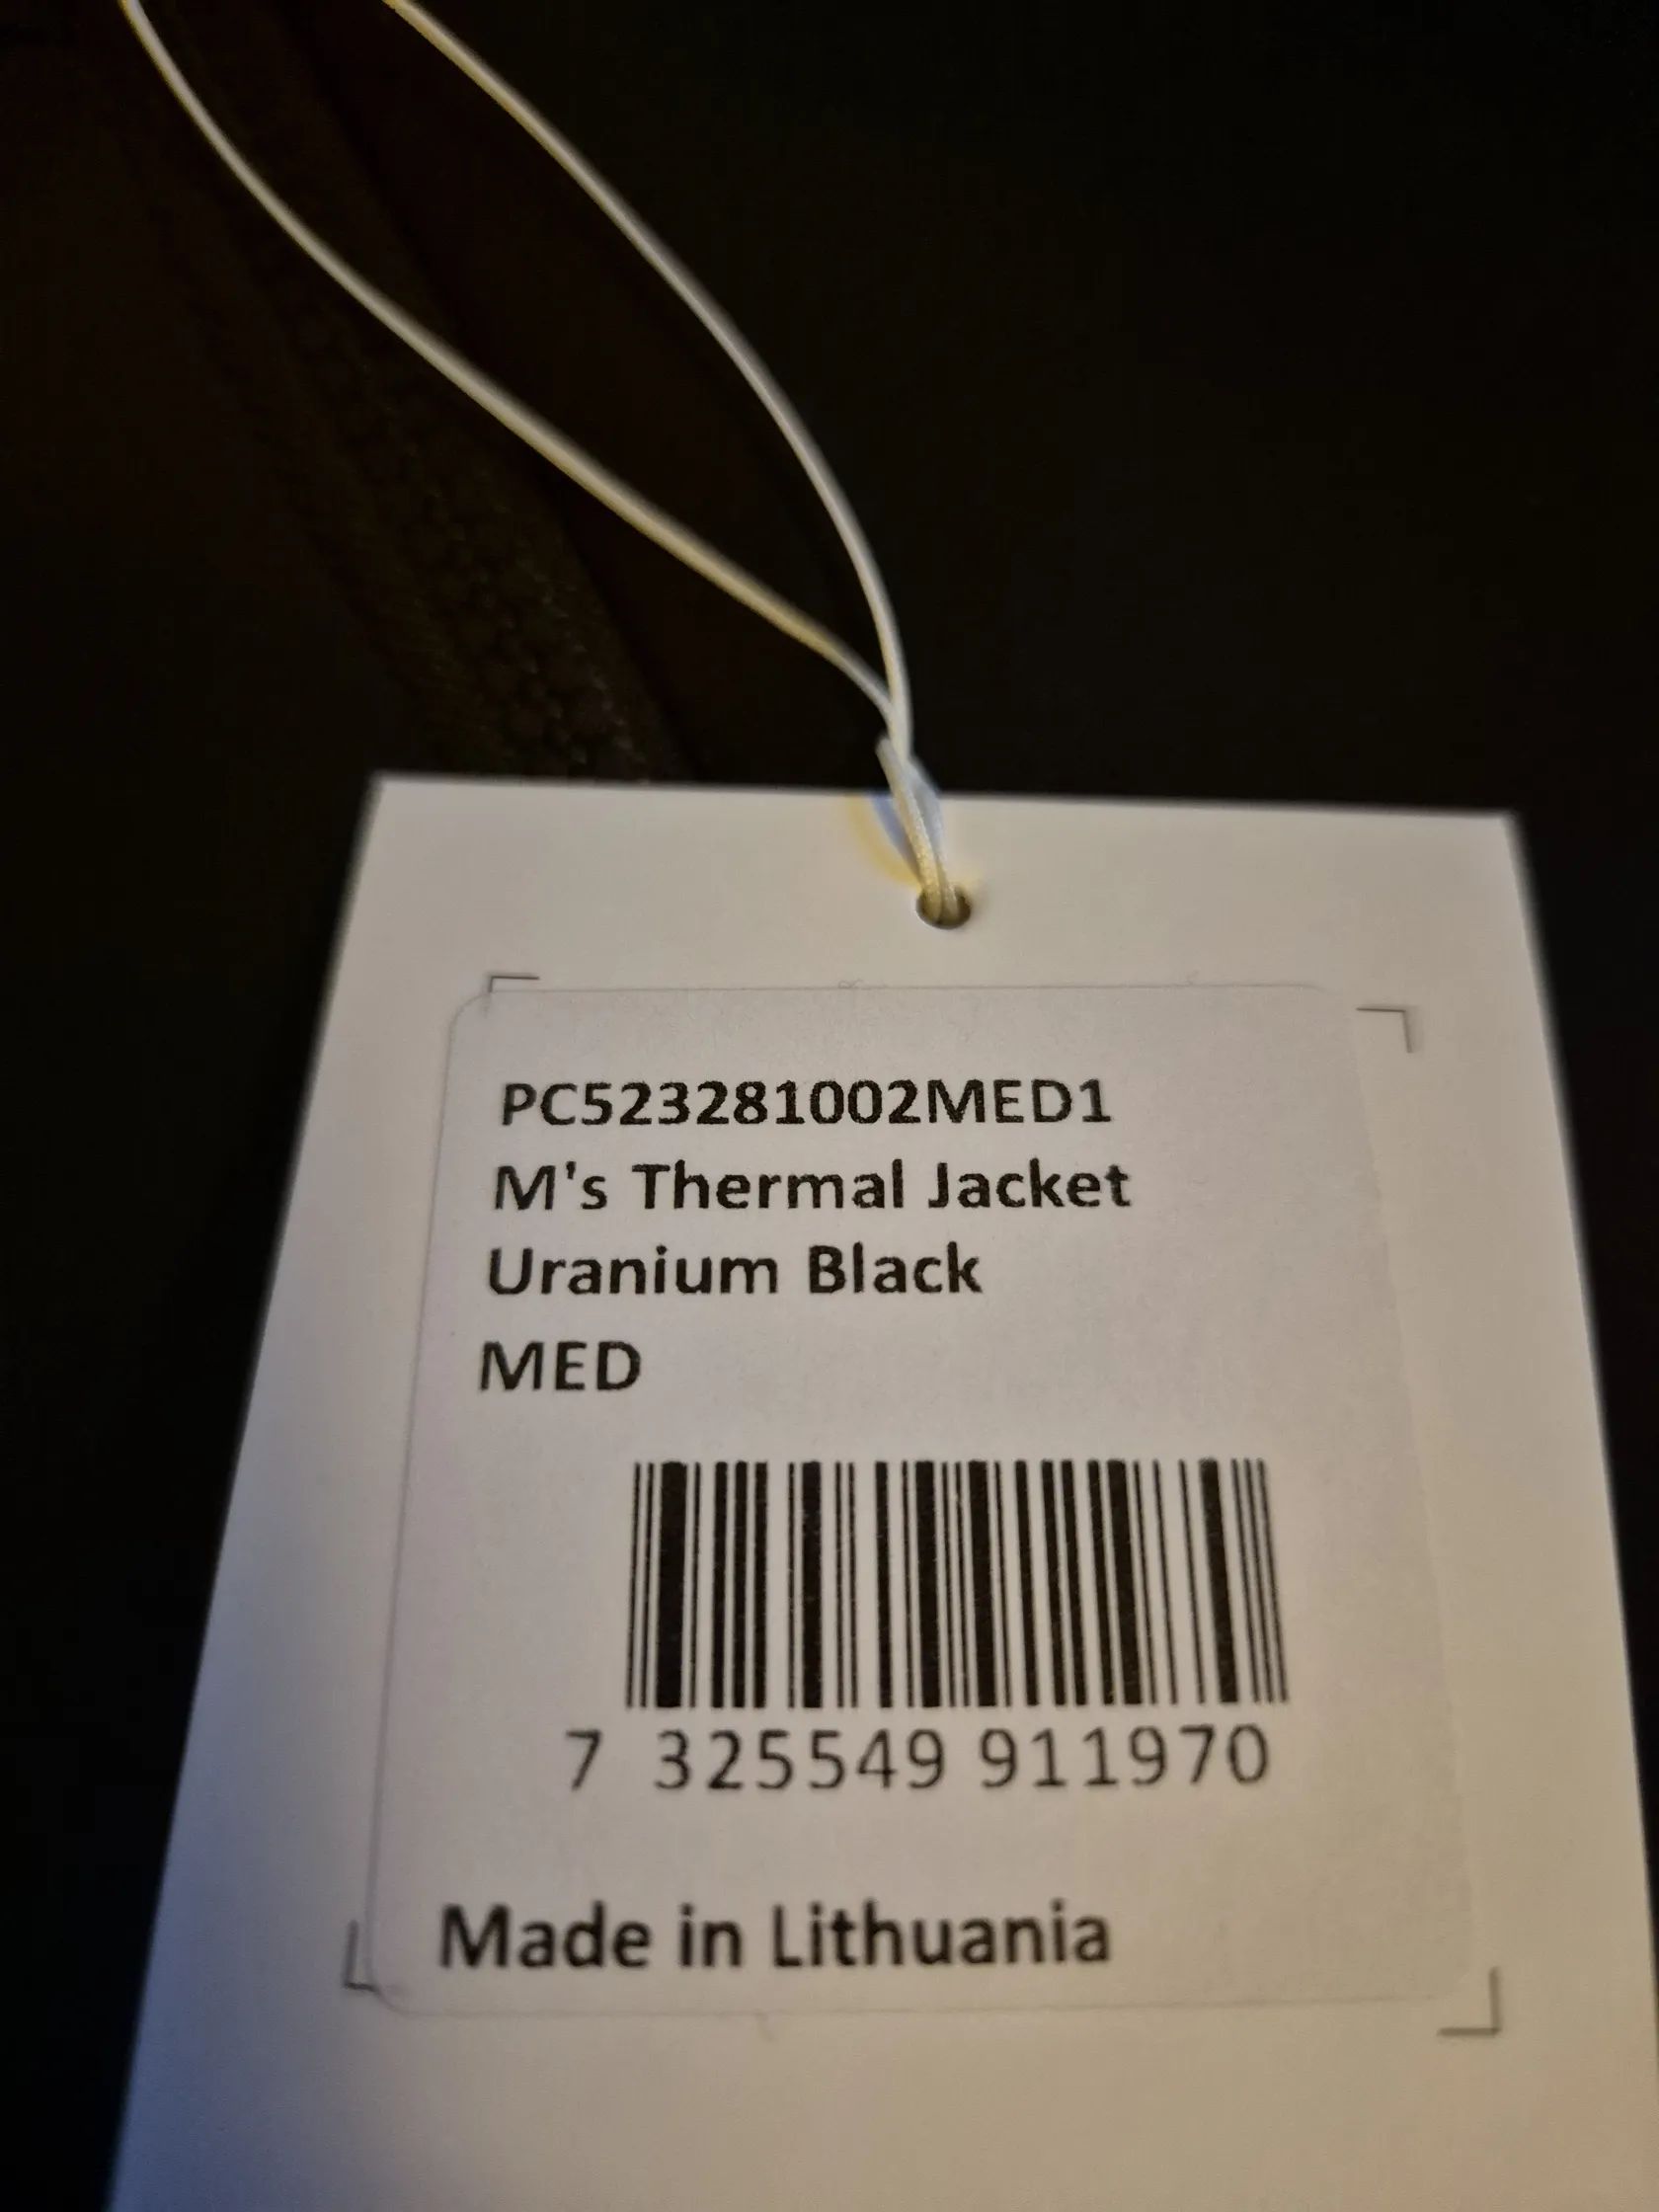 PC523281002MED1
M's Thermal Jacket
Uranium Black
MED
7 325549 911970
Made in Lithuania